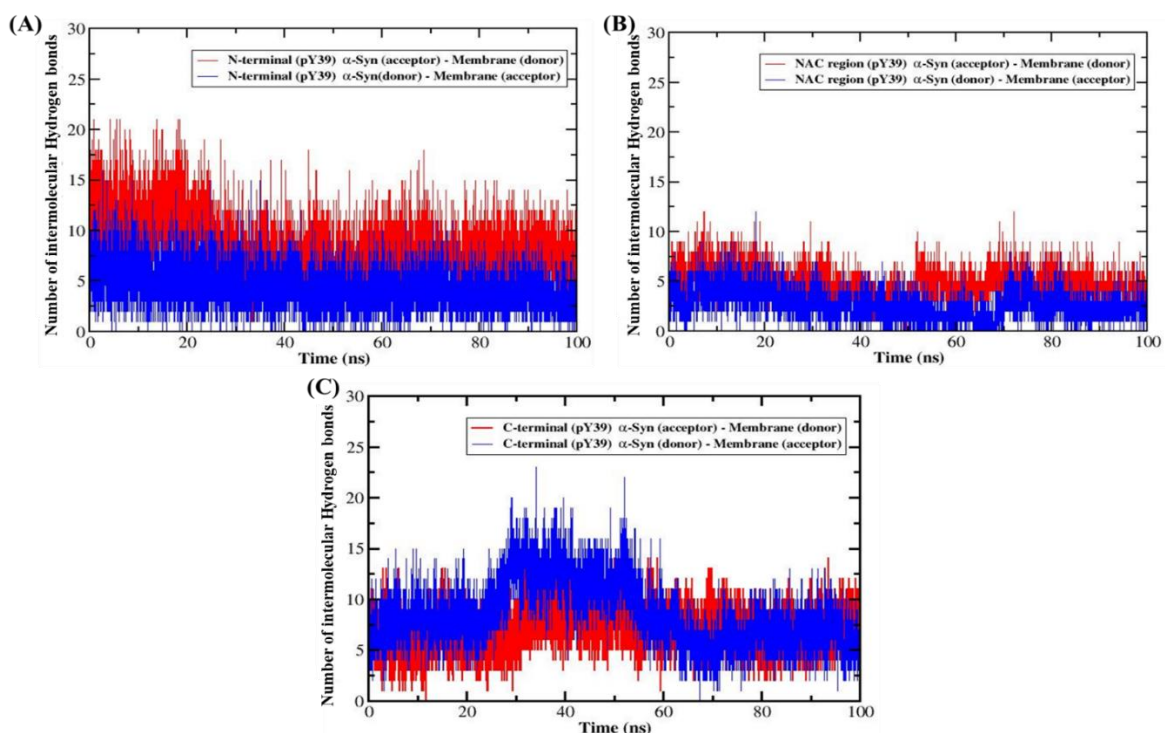 (A)
Number of intermolecular Hydrogen bonds
30
25
20
15
10
5
0
N-terminal (pY39) α-Syn (acceptor) - Membrane (donor)
N-terminal (pY39) α-Syn(donor) - Membrane (acceptor)
0 20 40 60 80 100
Time (ns)
(B)
Number of intermolecular Hydrogen bonds
30
25
20
15
10
5
0
NAC region (pY39) α-Syn (acceptor) - Membrane (donor)
NAC region (pY39) α-Syn (donor) - Membrane (acceptor)
0 20 40 60 80 100
Time (ns)
(C)
Number of intermolecular Hydrogen bonds
30
25
20
15
10
5
0
C-terminal (pY39) α-Syn (acceptor) - Membrane (donor)
C-terminal (pY39) α-Syn (donor) - Membrane (acceptor)
0 20 40 60 80 100
Time (ns)